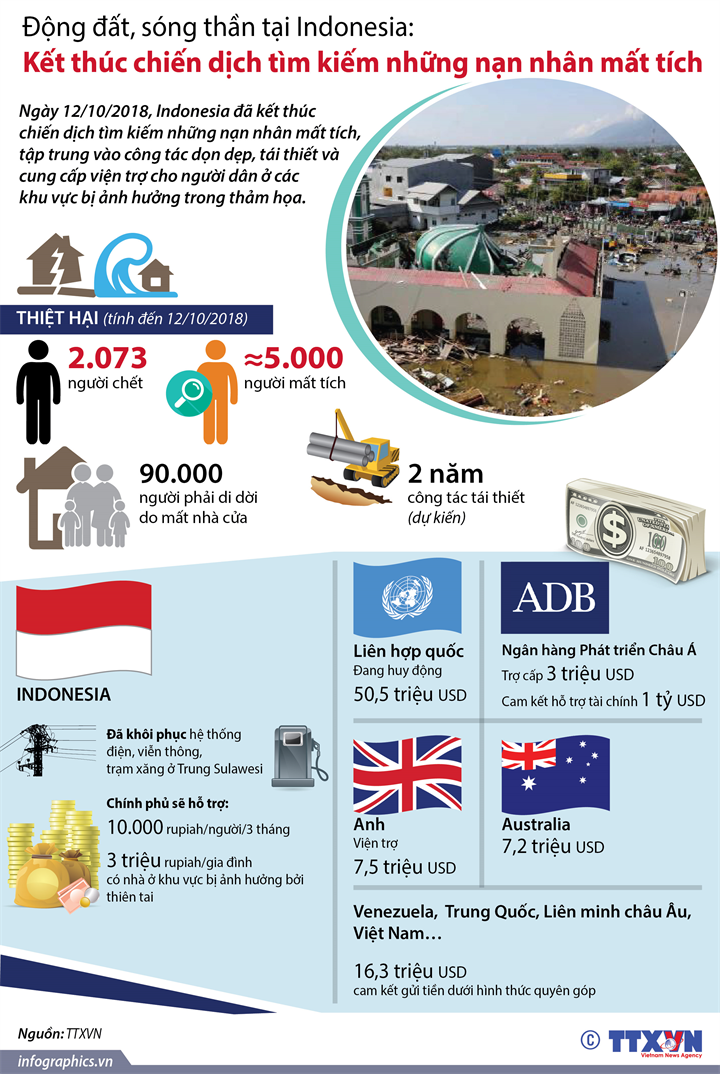 Động đất, sóng thần tại Indonesia:
Kết thúc chiến dịch tìm kiếm những nạn nhân mất tích
Ngày 12/10/2018, Indonesia đã kết thúc
chiến dịch tìm kiếm những nạn nhân mất tích,
tập trung vào công tác dọn dẹp, tái thiết và
cung cấp viện trợ cho người dân ở các
khu vực bị ảnh hưởng trong thảm họa.
THIỆT HẠI (tính đến 12/10/2018)
2.073
người chết
≈5.000
người mất tích
90.000
người phải di dời
do mất nhà cửa
2 năm
công tác tái thiết
(dự kiến)
INDONESIA
Đã khôi phục hệ thống
điện, viễn thông,
trạm xăng ở Trung Sulawesi
Chính phủ sẽ hỗ trợ:
10.000 rupiah/người/3 tháng
3 triệu rupiah/gia đình
có nhà ở khu vực bị ảnh hưởng bởi
thiên tai
Liên hợp quốc
Đang huy động
50,5 triệu USD
ADB
Ngân hàng Phát triển Châu Á
Trợ cấp 3 triệu USD
Cam kết hỗ trợ tài chính 1 tỷ USD
Anh
Viện trợ
7,5 triệu USD
Australia
7,2 triệu USD
Venezuela, Trung Quốc, Liên minh châu Âu,
Việt Nam...
16,3 triệu USD
cam kết gửi tiền dưới hình thức quyên góp
Nguồn: TTXVN
© TTXVN
Vietnam News Agency
infographics.vn